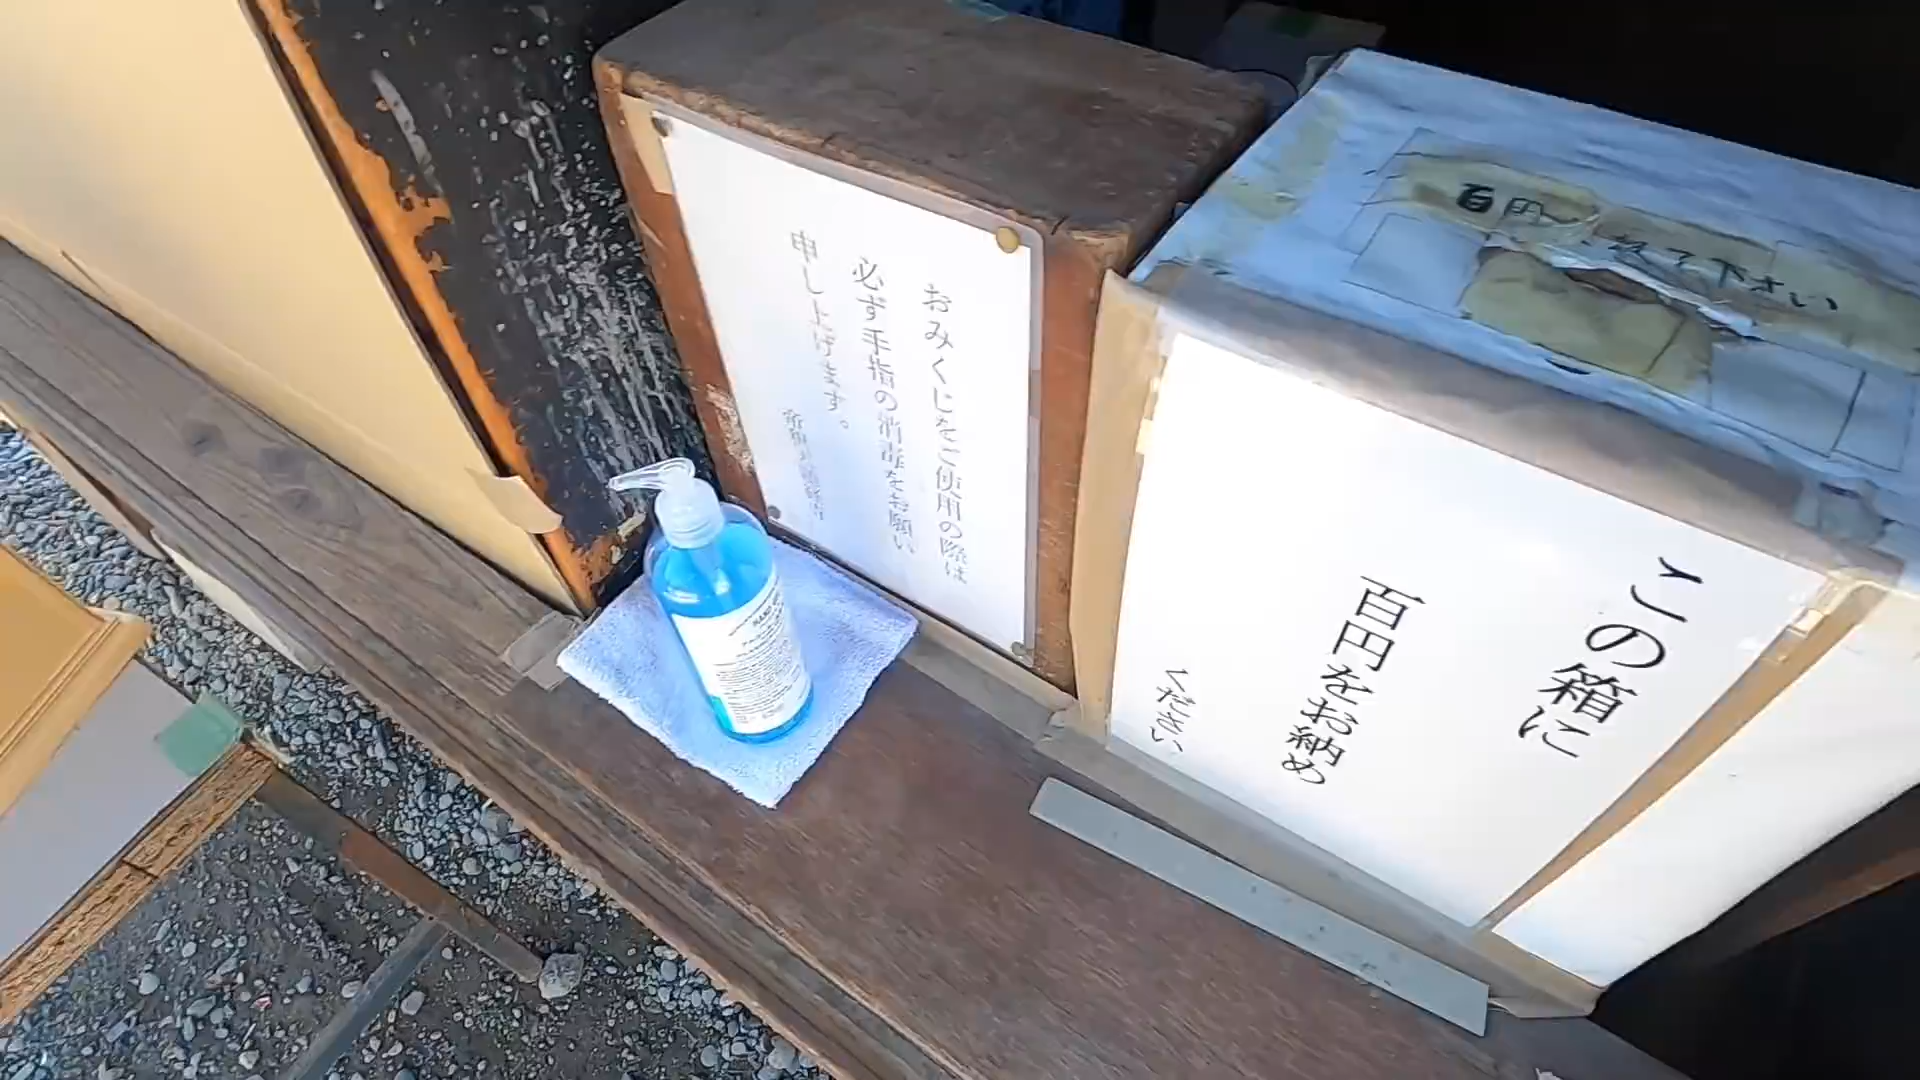 おみくじをご使用の際は
必ず手指の消毒をお願い
申し上げます。
この箱に
百円をお納め
ください
百円
下さい